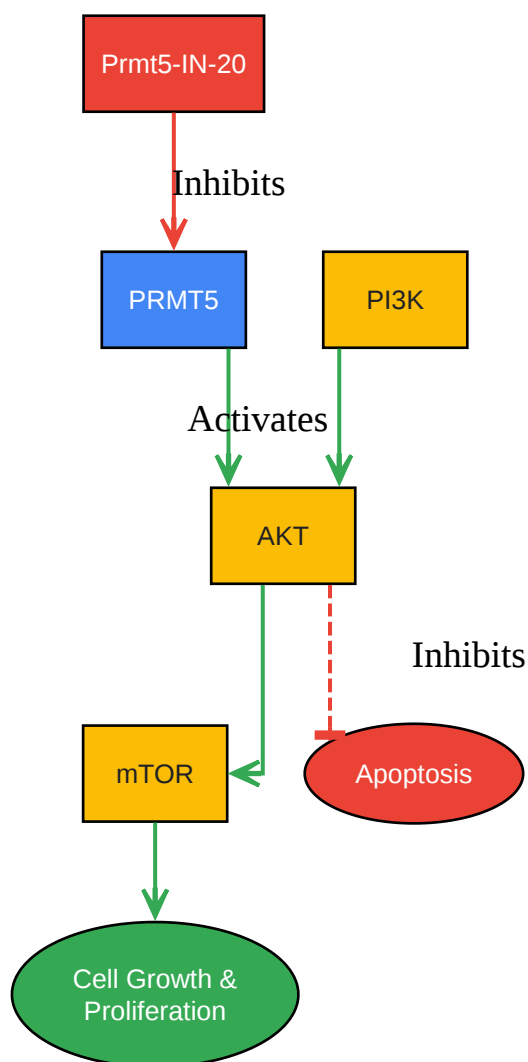 Prmt5-IN-20
Inhibits
PRMT5
PI3K
Activates
AKT
Inhibits
mTOR
Apoptosis
Cell Growth &
Proliferation